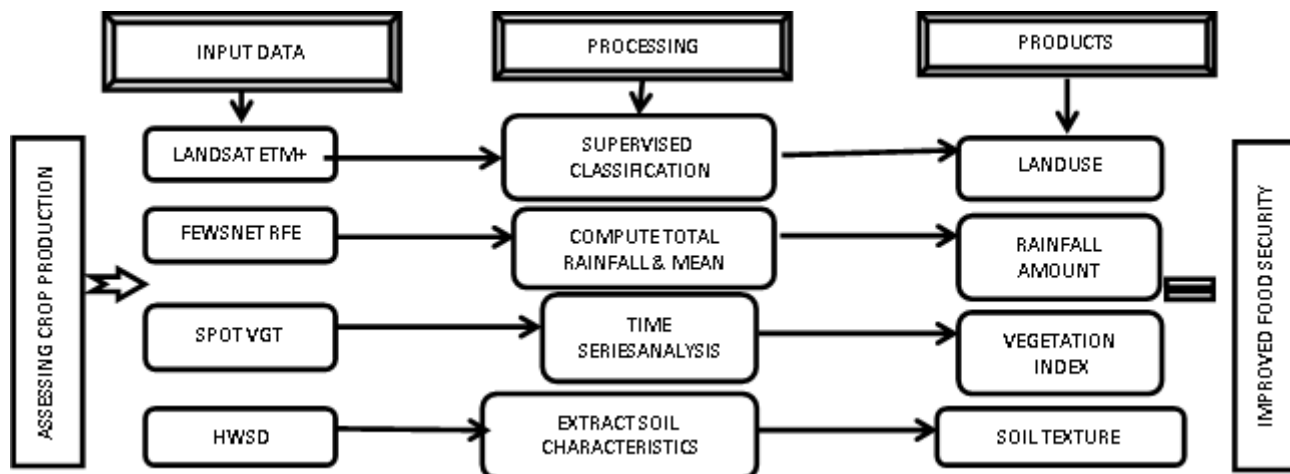 INPUT DATA
PROCESSING
PRODUCTS
ASSESSING CROP PRODUCTION
LANDSAT ETM+
SUPERVISED
CLASSIFICATION
LANDUSE
FEWSNET RFE
COMPUTE TOTAL
RAINFALL & MEAN
RAINFALL
AMOUNT
SPOT VGT
TIME
SERIESANALYSIS
VEGETATION
INDEX
HWSD
EXTRACT SOIL
CHARACTERISTICS
SOIL TEXTURE
IMPROVED FOOD SECURITY